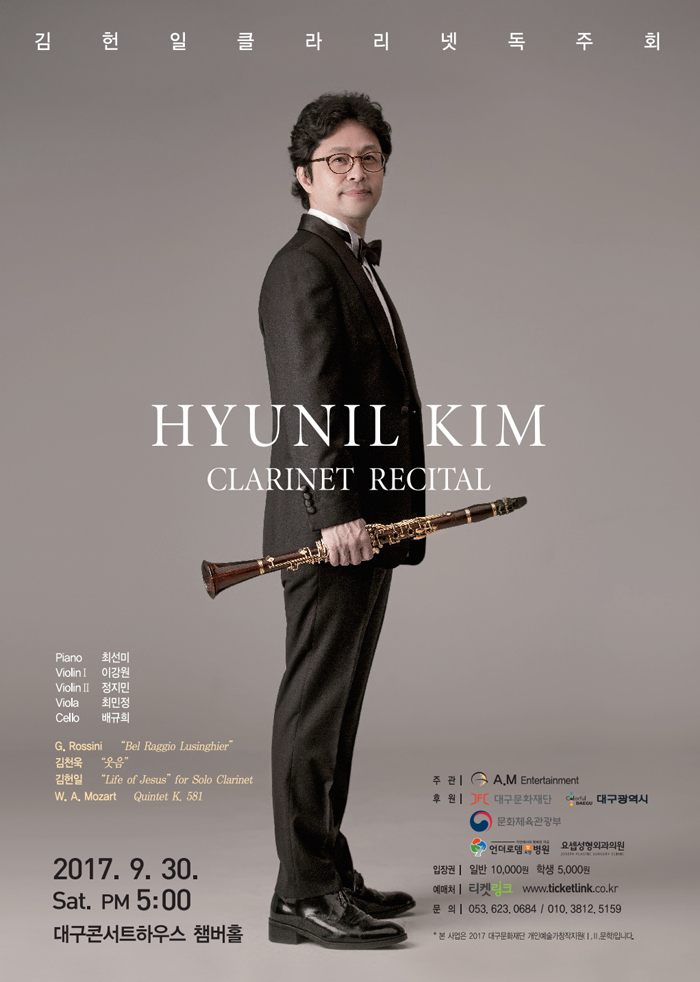 김 헌 일 클 라 리 넷 독 주 회
HYUNIL KIM
CLARINET RECITAL
Piano 최선미
Violin I 이강원
Violin II 정지민
Viola 최민정
Cello 배규희
G. Rossini "Bel Raggio Lusinghier"
김천욱 "웃음"
김헌일 "Life of Jesus" for Solo Clarinet
W. A. Mozart Quintet K. 581
2017. 9. 30.
Sat. PM 5:00
대구콘서트하우스 챔버홀
주 관 | A.M Entertainment
후 원 | 대구문화재단 Colorful DAEGU 대구광역시
문화체육관광부
언더로뎀 병원 요셉성형외과의원
입장권 | 일반 10,000원 학생 5,000원
예매처 | 티켓링크 www.ticketlink.co.kr
문 의 | 053. 623. 0684 / 010. 3812. 5159
* 본 사업은 2017 대구문화재단 개인예술가창작지원(Ⅰ,Ⅱ,문학)입니다.